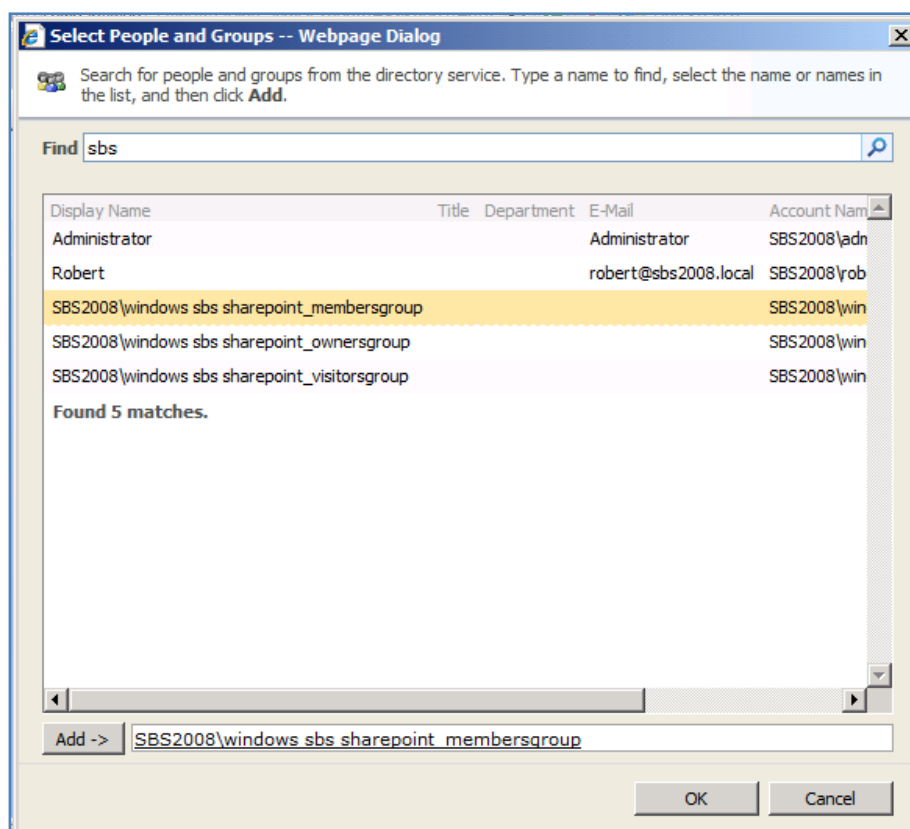 Select People and Groups -- Webpage Dialog
Search for people and groups from the directory service. Type a name to find, select the name or names in
the list, and then click Add.
Find sbs
Display Name Title Department E-Mail Account Nam
Administrator Administrator SBS2008\adm
Robert robert@sbs2008.local SBS2008\rob
SBS2008\windows sbs sharepoint_membersgroup SBS2008\win
SBS2008\windows sbs sharepoint_ownersgroup SBS2008\win
SBS2008\windows sbs sharepoint_visitorsgroup SBS2008\win
Found 5 matches.
Add -> SBS2008\windows sbs sharepoint_membersgroup
OK Cancel